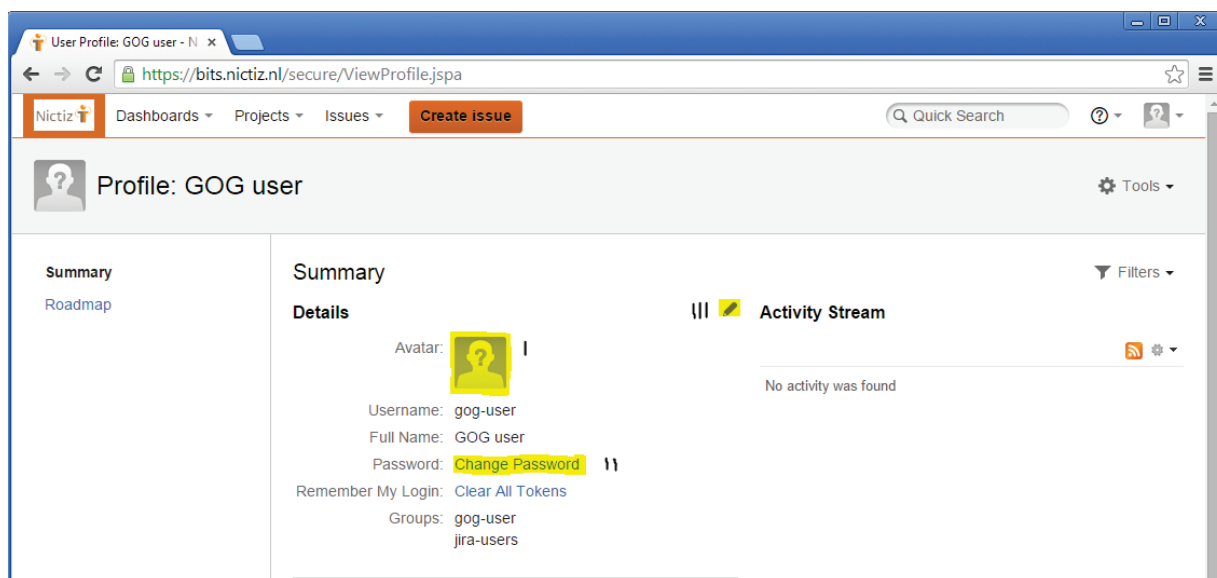 User Profile: GOG user - N
https://bits.nictiz.nl/secure/ViewProfile.jspa
Nictiz Dashboards Projects Issues Create issue Quick Search
Profile: GOG user Tools
Summary Summary Filters
Roadmap Details ||| Activity Stream
Avatar: |
No activity was found
Username: gog-user
Full Name: GOG user
Password: Change Password ||
Remember My Login: Clear All Tokens
Groups: gog-user
jira-users